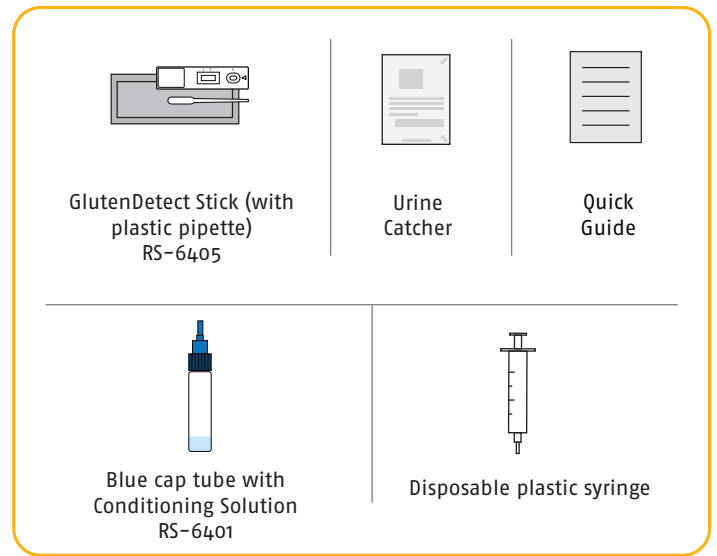 GlutenDetect Stick (with
plastic pipette)
RS-6405
Urine
Catcher
Quick
Guide
Blue cap tube with
Conditioning Solution
RS-6401
Disposable plastic syringe